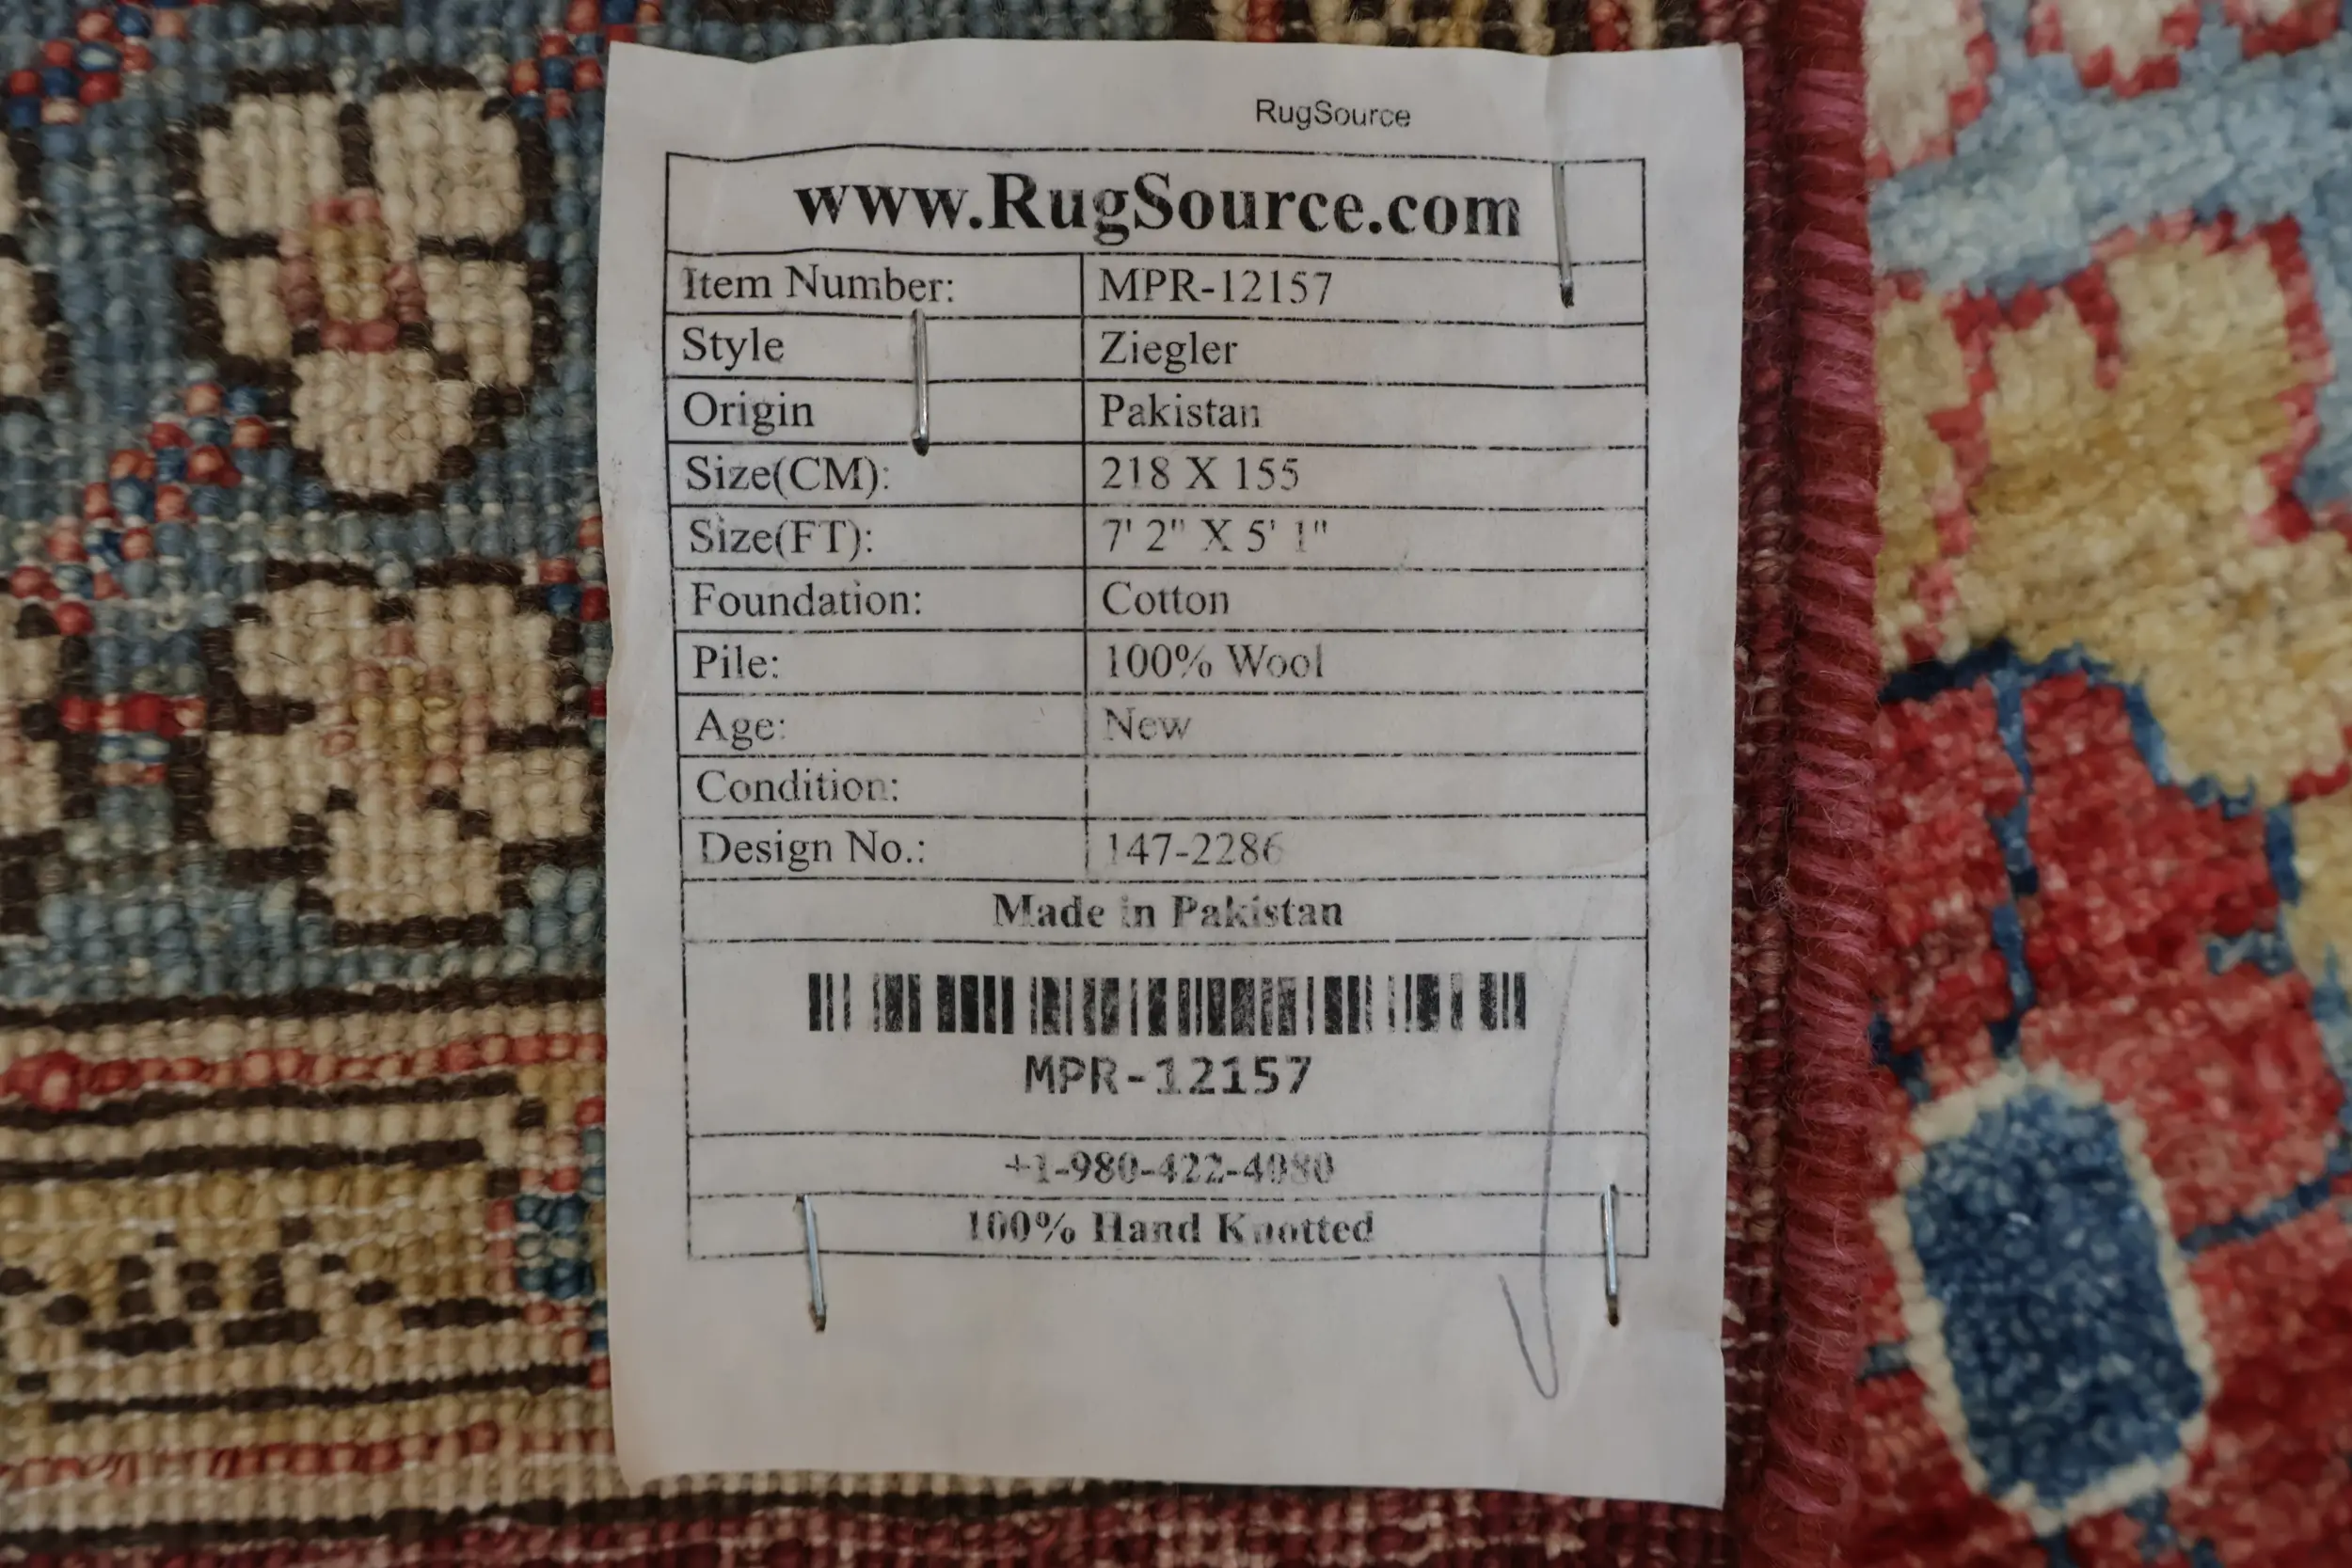 RugSource
www.RugSource.com
Item Number: MPR-12157
Style Ziegler
Origin Pakistan
Size(CM): 218 X 155
Size(FT): 7' 2" X 5' 1"
Foundation: Cotton
Pile: 100% Wool
Age: New
Condition:
Design No.: 147-2286
Made in Pakistan
MPR-12157
+1-980-422-4080
100% Hand Knotted